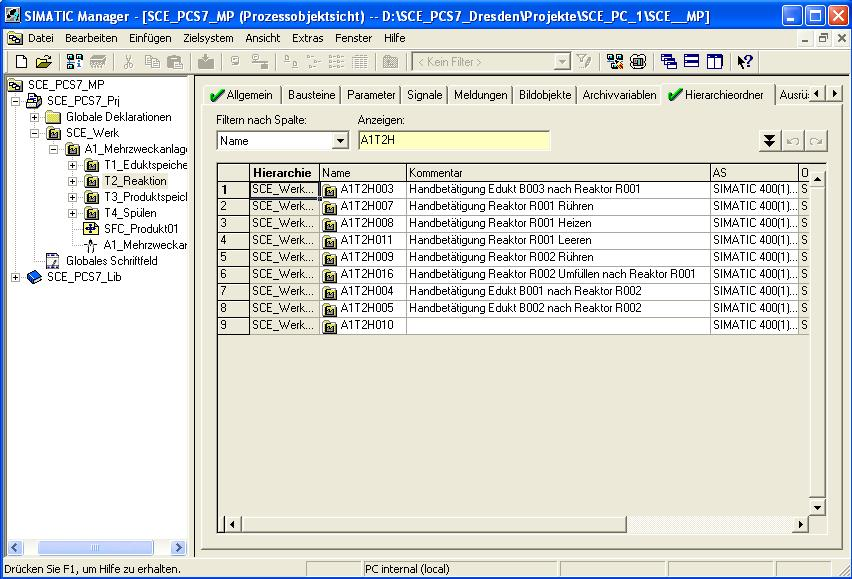 SIMATIC Manager - [SCE_PCS7_MP (Prozessobjektsicht) -- D:\SCE_PCS7_Dresden\Projekte\SCE_PC_1\SCE__MP]
Datei Bearbeiten Einfügen Zielsystem Ansicht Extras Fenster Hilfe
< Kein Filter >
SCE_PCS7_MP
SCE_PCS7_Prj
Globale Deklarationen
SCE_Werk
A1_Mehrzweckanlage
T1_Eduktspeiche
T2_Reaktion
T3_Produktspeich
T4_Spülen
SFC_Produkt01
A1_Mehrzweckar
Globales Schriftfeld
SCE_PCS7_Lib
Allgemein Bausteine Parameter Signale Meldungen Bildobjekte Archivvariablen Hierarchieordner Ausrüs
Filtern nach Spalte: Anzeigen:
Name A1T2H
Hierarchie Name Kommentar AS O
1 SCE_Werk... A1T2H003 Handbetätigung Edukt B003 nach Reaktor R001 SIMATIC 400(1)... S
2 SCE_Werk... A1T2H007 Handbetätigung Reaktor R001 Rühren SIMATIC 400(1)... S
3 SCE_Werk... A1T2H008 Handbetätigung Reaktor R001 Heizen SIMATIC 400(1)... S
4 SCE_Werk... A1T2H011 Handbetätigung Reaktor R001 Leeren SIMATIC 400(1)... S
5 SCE_Werk... A1T2H009 Handbetätigung Reaktor R002 Rühren SIMATIC 400(1)... S
6 SCE_Werk... A1T2H016 Handbetätigung Reaktor R002 Umfüllen nach Reaktor R001 SIMATIC 400(1)... S
7 SCE_Werk... A1T2H004 Handbetätigung Edukt B001 nach Reaktor R002 SIMATIC 400(1)... S
8 SCE_Werk... A1T2H005 Handbetätigung Edukt B002 nach Reaktor R002 SIMATIC 400(1)... S
9 SCE_Werk... A1T2H010 SIMATIC 400(1)... S
Drücken Sie F1, um Hilfe zu erhalten. PC internal (local)